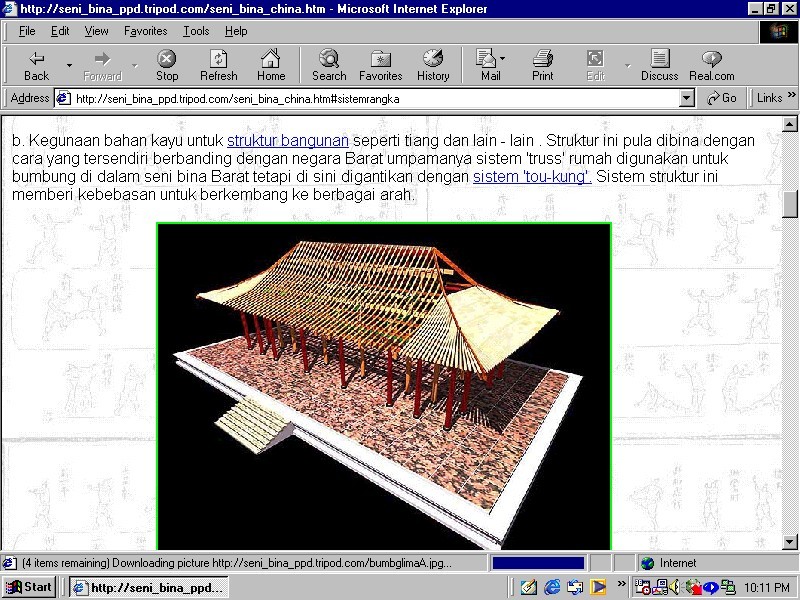 http://seni_bina_ppd.tripod.com/seni_bina_china.htm - Microsoft Internet Explorer
File Edit View Favorites Tools Help
Back Forward Stop Refresh Home Search Favorites History Mail Print Edit Discuss Real.com
Address http://seni_bina_ppd.tripod.com/seni_bina_china.htm#sistemrangka Go Links »
b. Kegunaan bahan kayu untuk struktur bangunan seperti tiang dan lain - lain . Struktur ini pula dibina dengan
cara yang tersendiri berbanding dengan negara Barat umpamanya sistem 'truss' rumah digunakan untuk
bumbung di dalam seni bina Barat tetapi di sini digantikan dengan sistem 'tou-kung'. Sistem struktur ini
memberi kebebasan untuk berkembang ke berbagai arah.
(4 items remaining) Downloading picture http://seni_bina_ppd.tripod.com/bumbglimaA.jpg... Internet
Start http://seni_bina_ppd... » 10:11 PM